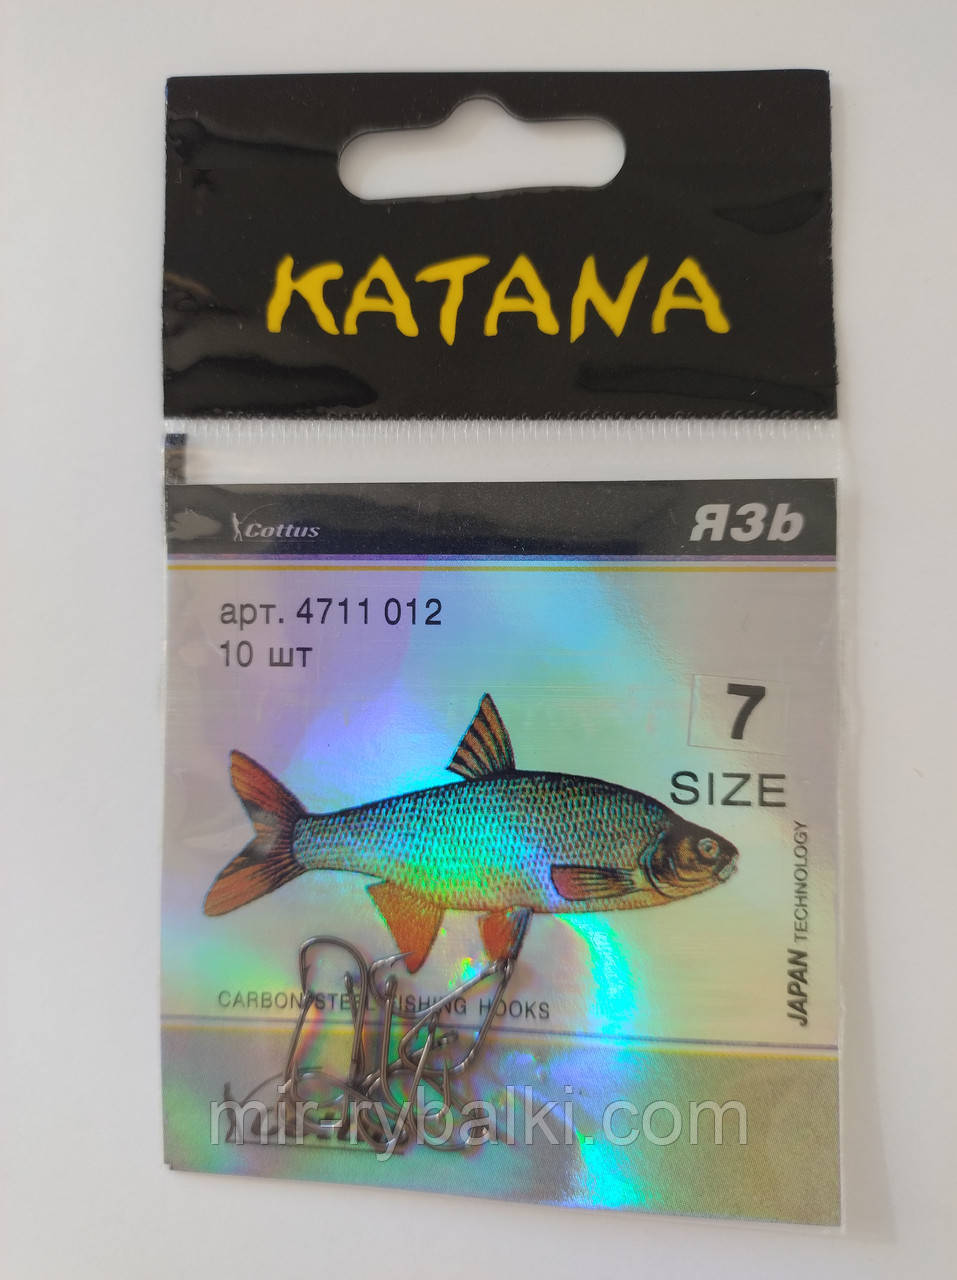 KATANA
Cottus
ЯЗЬ
арт. 4711 012
10 шт
7
SIZE
JAPAN TECHNOLOGY
CARBON STEEL FISHING HOOKS
mir-rybalki.com